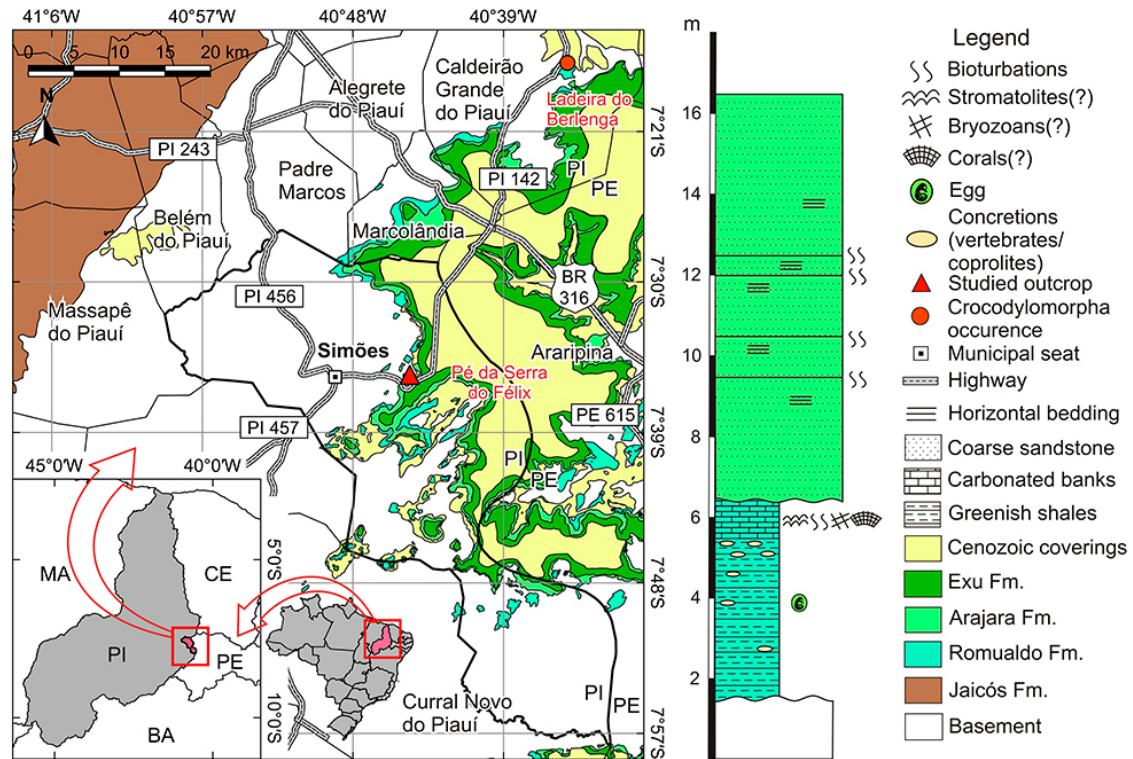 41°6'W 40°57'W 40°48'W 40°39'W
0 5 10 15 20 km
N
PI 243
Alegrete
do Piauí
Caldeirão
Grande
do Piauí
Ladeira do
Berlenga
7°21'S
Padre
Marcos
PI 142
PI
PE
Belém
do Piauí
Marcolândia
BR
316
7°30'S
PI 456
Massapê
do Piauí
Simões
Araripina
Pé da Serra
do Félix
PE 615
PI 457
7°39'S
PI
PE
45°0'W 40°0'W
5°0'S
7°48'S
MA
CE
PI
PE
BA
10°0'S
Curral Novo
do Piauí
PI
PE
7°57'S
m
16
14
12
10
8
6
4
2
Legend
Bioturbations
Stromatolites(?)
Bryozoans(?)
Corals(?)
Egg
Concretions
(vertebrates/
coprolites)
Studied outcrop
Crocodylomorpha
occurence
Municipal seat
Highway
Horizontal bedding
Coarse sandstone
Carbonated banks
Greenish shales
Cenozoic coverings
Exu Fm.
Arajara Fm.
Romualdo Fm.
Jaicós Fm.
Basement